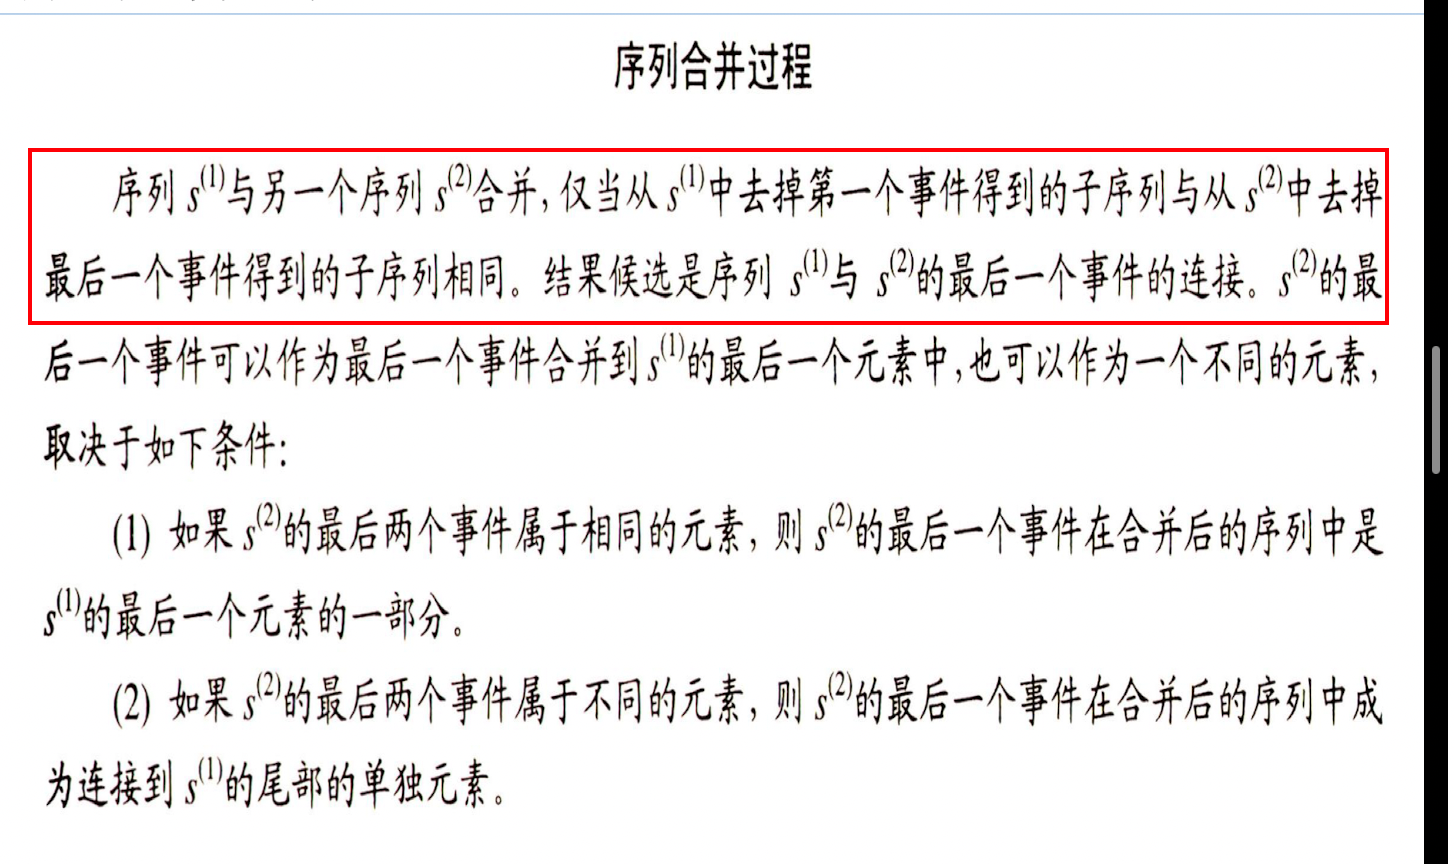 序列合并过程
序列 s⁽¹⁾与另一个序列 s⁽²⁾合并,仅当从 s⁽¹⁾中去掉第一个事件得到的子序列与从 s⁽²⁾中去掉
最后一个事件得到的子序列相同。结果候选是序列 s⁽¹⁾与 s⁽²⁾的最后一个事件的连接。s⁽²⁾的最
后一个事件可以作为最后一个事件合并到 s⁽¹⁾的最后一个元素中,也可以作为一个不同的元素,
取决于如下条件:
(1) 如果 s⁽²⁾的最后两个事件属于相同的元素, 则 s⁽²⁾的最后一个事件在合并后的序列中是
s⁽¹⁾的最后一个元素的一部分。
(2) 如果 s⁽²⁾的最后两个事件属于不同的元素, 则 s⁽²⁾的最后一个事件在合并后的序列中成
为连接到 s⁽¹⁾的尾部的单独元素。